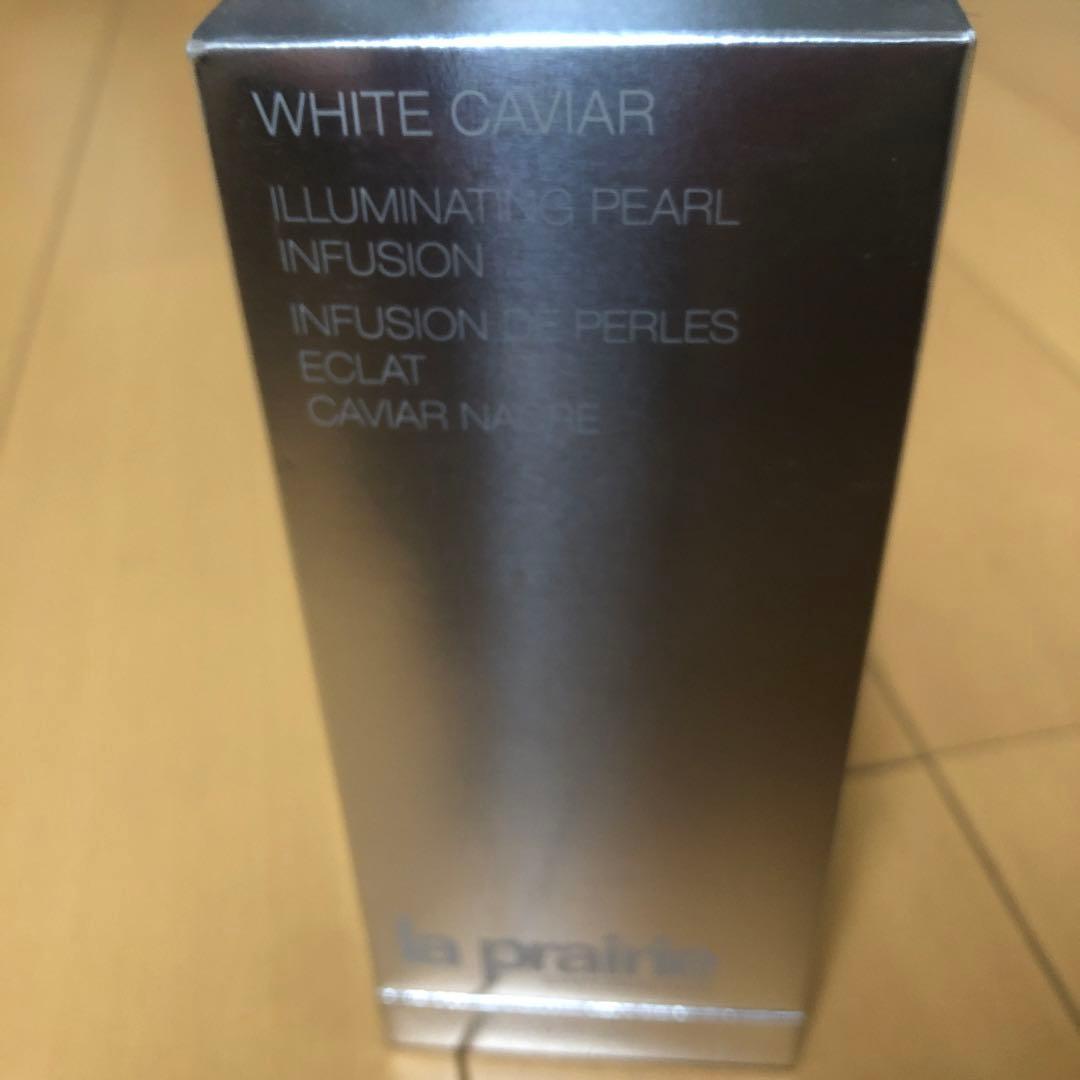 WHITE CAVIAR
ILLUMINATING PEARL
INFUSION
INFUSION DE PERLES
ECLAT
CAVIAR NACRE
la prairie